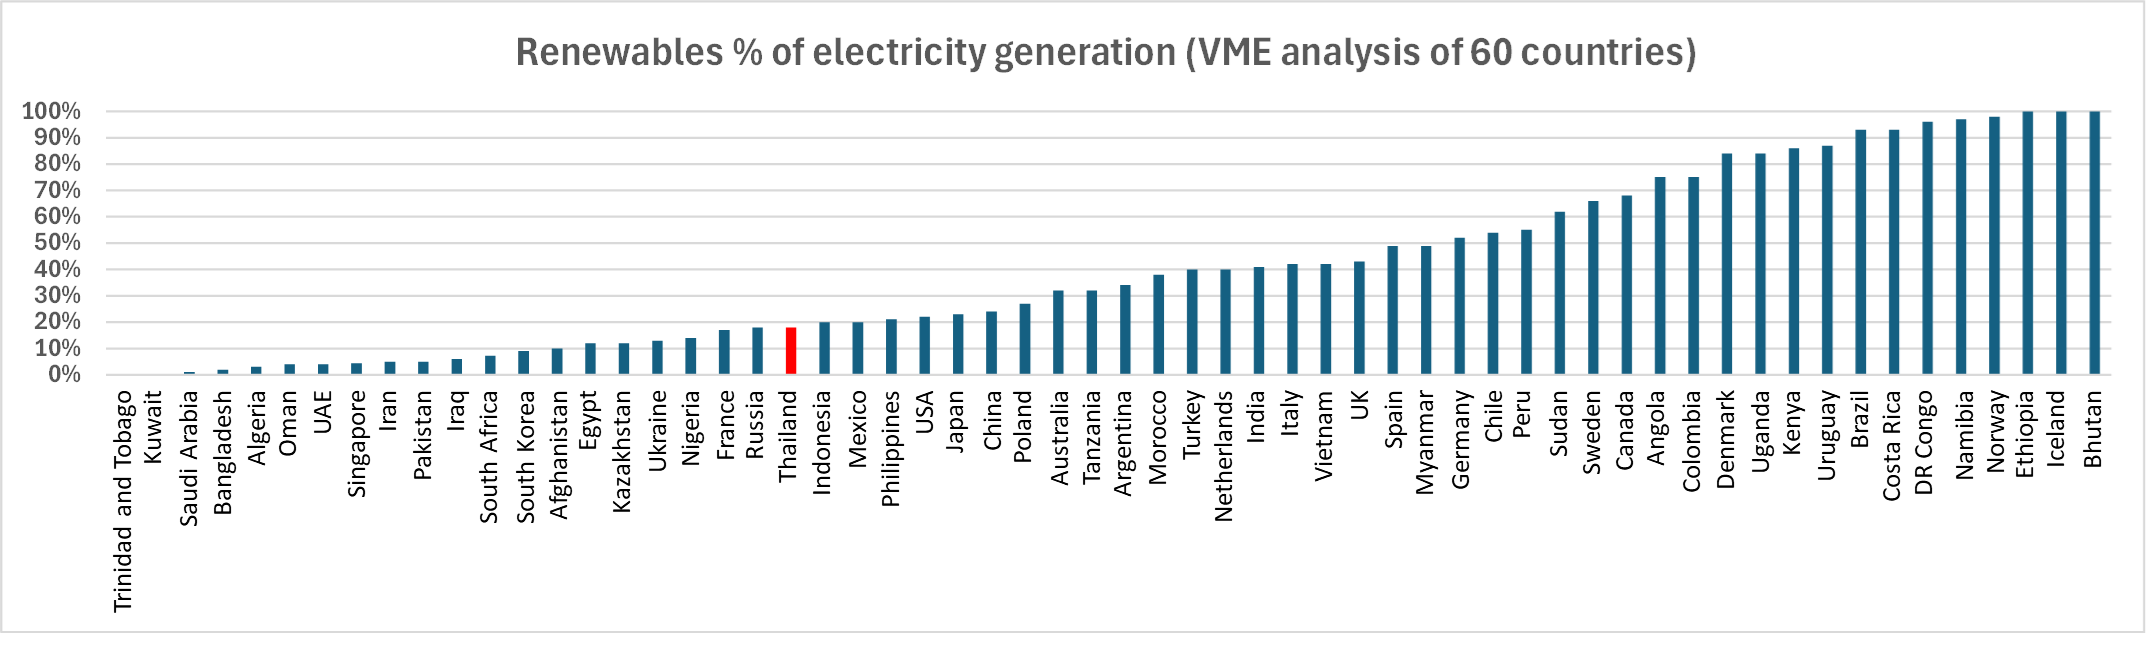 Renewables % of electricity generation (VME analysis of 60 countries)
100%
90%
80%
70%
60%
50%
40%
30%
20%
10%
0%
Trinidad and Tobago
Kuwait
Saudi Arabia
Bangladesh
Algeria
Oman
UAE
Singapore
Iran
Pakistan
Iraq
South Africa
South Korea
Afghanistan
Egypt
Kazakhstan
Ukraine
Nigeria
France
Russia
Thailand
Indonesia
Mexico
Philippines
USA
Japan
China
Poland
Australia
Tanzania
Argentina
Morocco
Turkey
Netherlands
India
Italy
Vietnam
UK
Spain
Myanmar
Germany
Chile
Peru
Sudan
Sweden
Canada
Angola
Colombia
Denmark
Uganda
Kenya
Uruguay
Brazil
Costa Rica
DR Congo
Namibia
Norway
Ethiopia
Iceland
Bhutan